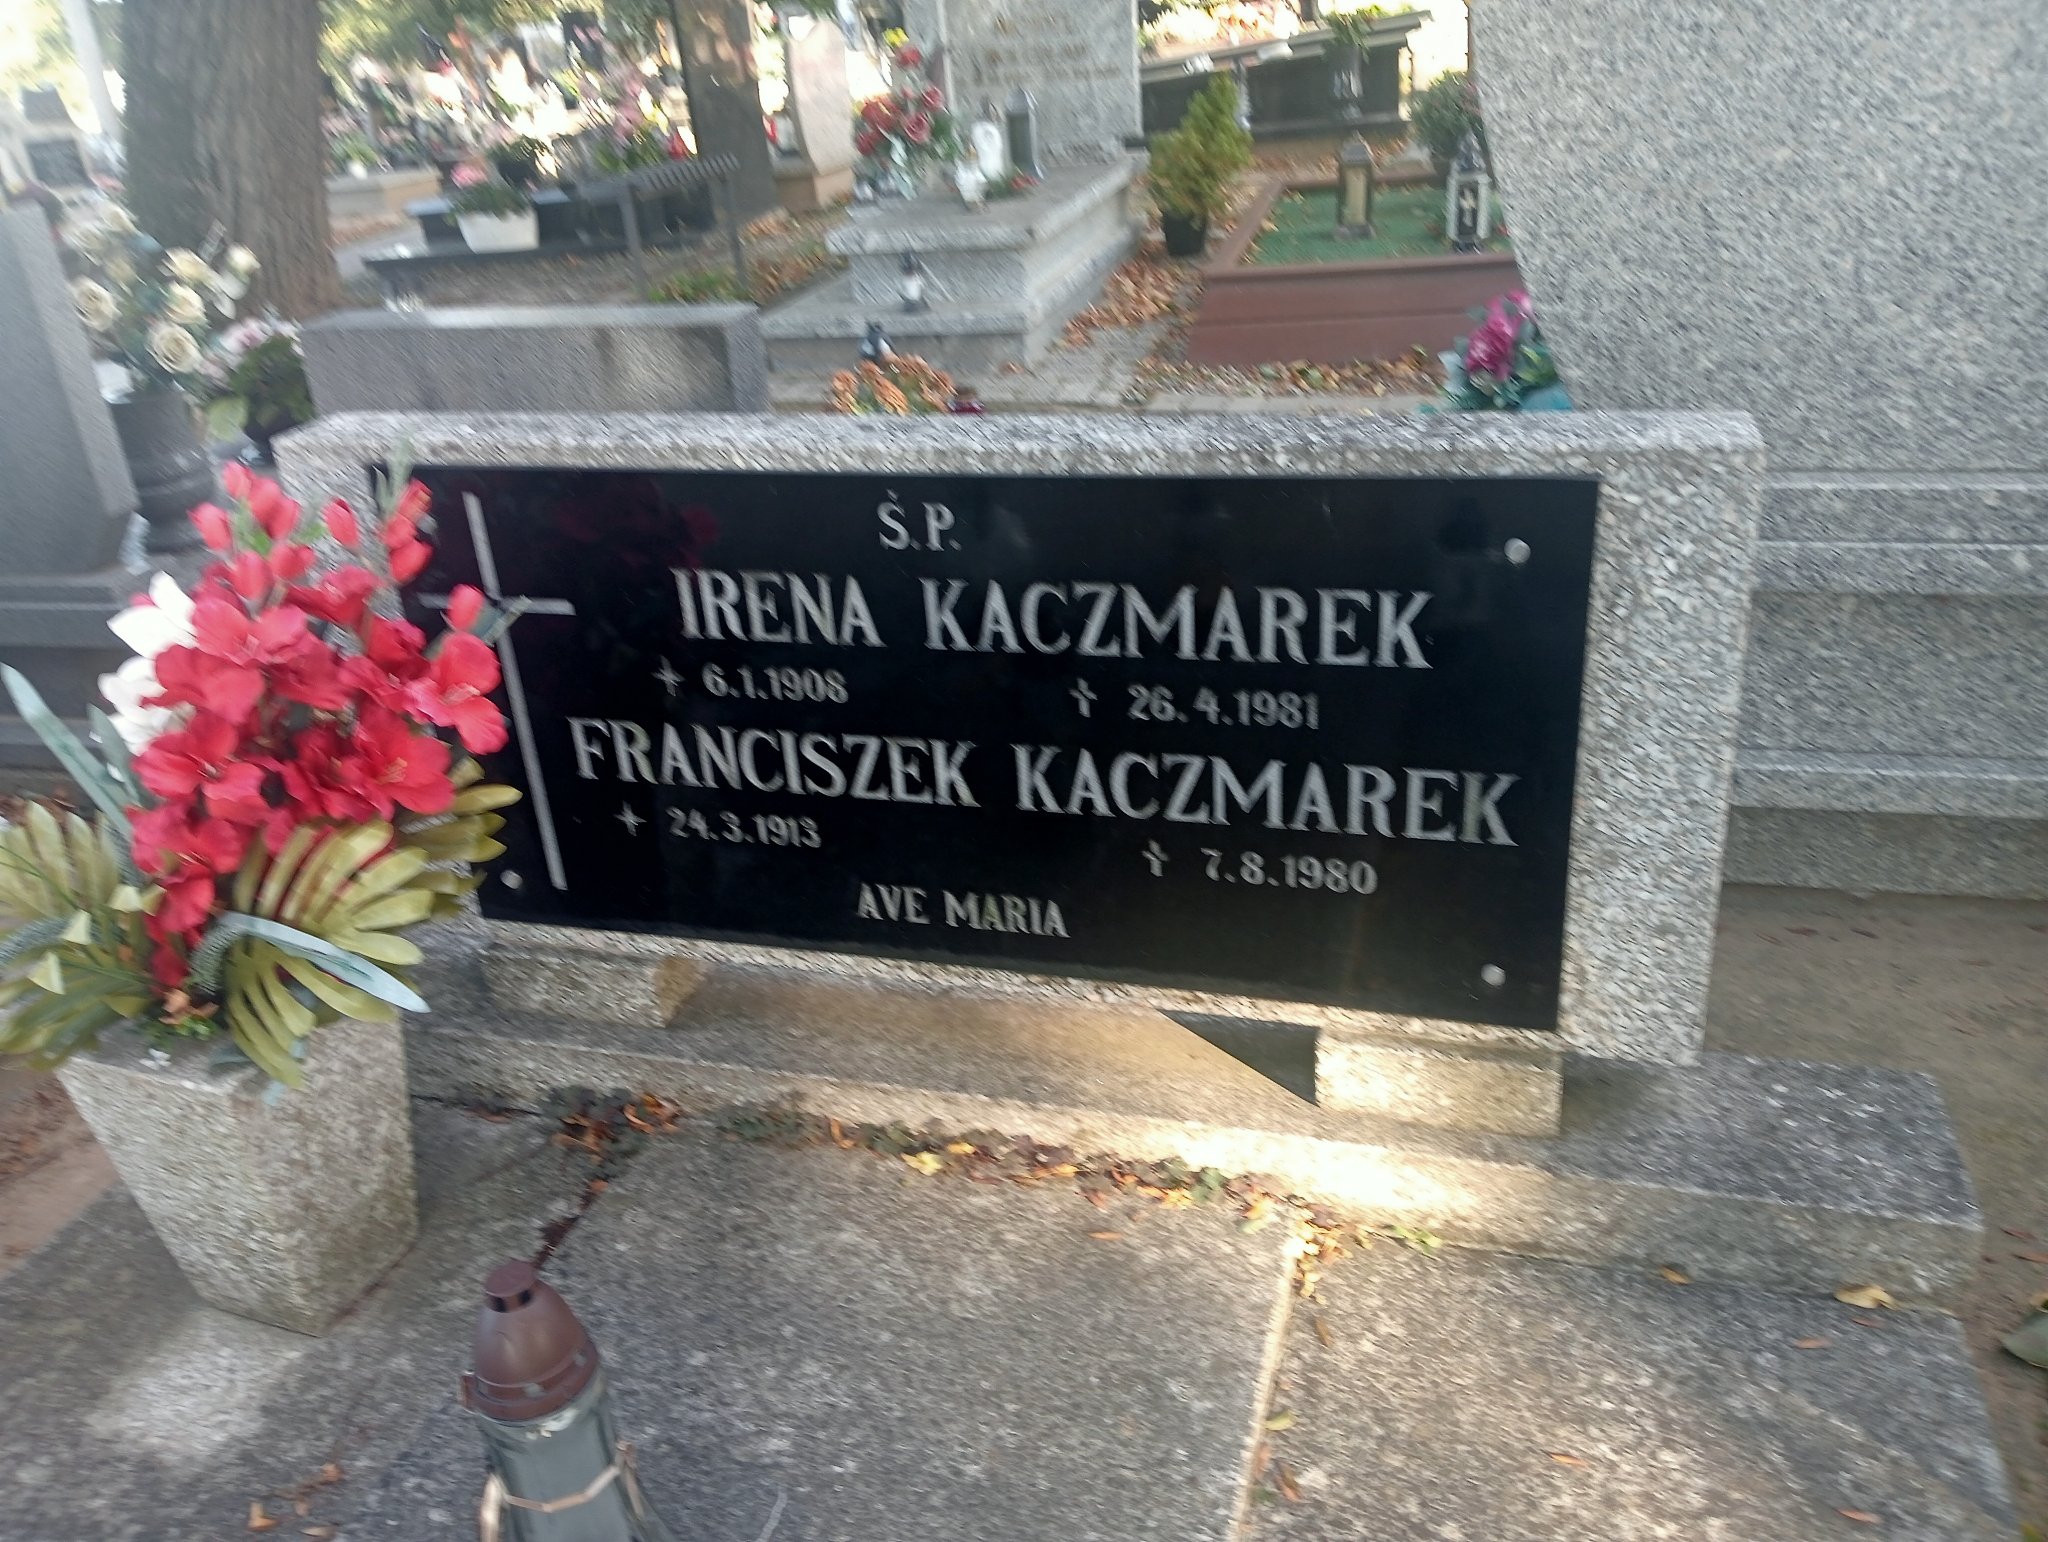 Ś.P.
IRENA KACZMAREK
6.1.1908 † 26.4.1981
FRANCISZEK KACZMAREK
24.3.1913 † 7.8.1980
AVE MARIA